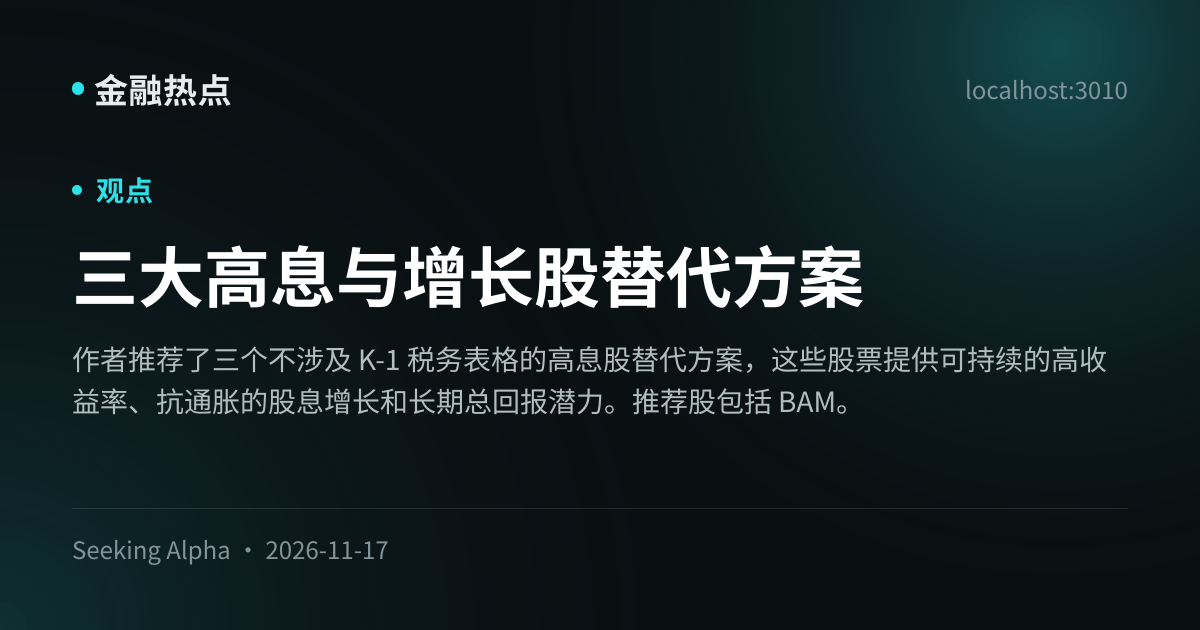 金融热点
localhost:3010
观点
三大高息与增长股替代方案
作者推荐了三个不涉及 K-1 税务表格的高息股替代方案，这些股票提供可持续的高收
益率、抗通胀的股息增长和长期总回报潜力。推荐股包括 BAM。
Seeking Alpha · 2026-11-17